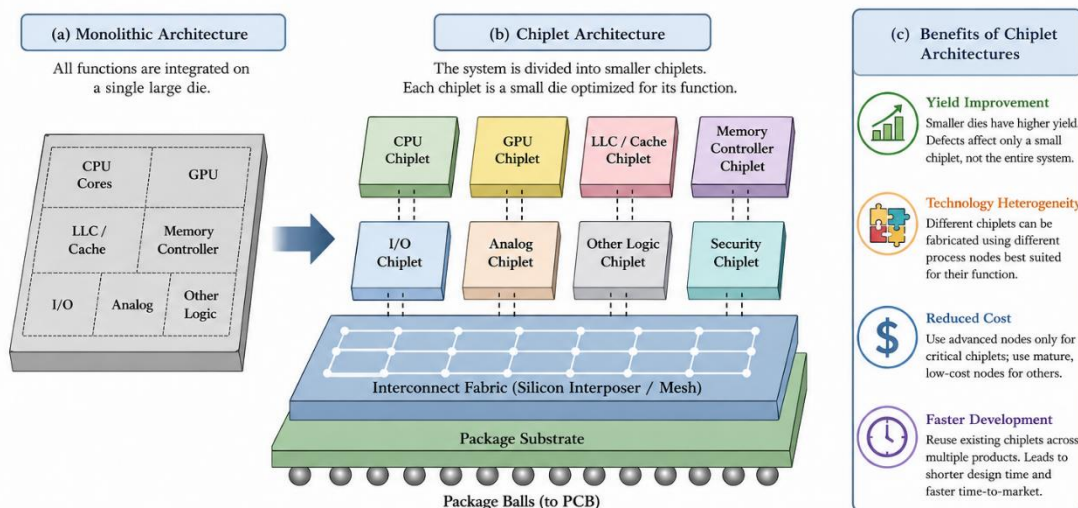 (a) Monolithic Architecture
All functions are integrated on
a single large die.
CPU
Cores
GPU
LLC /
Cache
Memory
Controller
I/O
Analog
Other
Logic
(b) Chiplet Architecture
The system is divided into smaller chiplets.
Each chiplet is a small die optimized for its function.
CPU
Chiplet
GPU
Chiplet
LLC / Cache
Chiplet
Memory
Controller
Chiplet
I/O
Chiplet
Analog
Chiplet
Other Logic
Chiplet
Security
Chiplet
Interconnect Fabric (Silicon Interposer / Mesh)
Package Substrate
Package Balls (to PCB)
(c) Benefits of Chiplet
Architectures
Yield Improvement
Smaller dies have higher yield.
Defects affect only a small
chiplet, not the entire system.
Technology Heterogeneity
Different chiplets can be
fabricated using different
process nodes best suited
for their function.
$
Reduced Cost
Use advanced nodes only for
critical chiplets; use mature,
low-cost nodes for others.
Faster Development
Reuse existing chiplets across
multiple products. Leads to
shorter design time and
faster time-to-market.